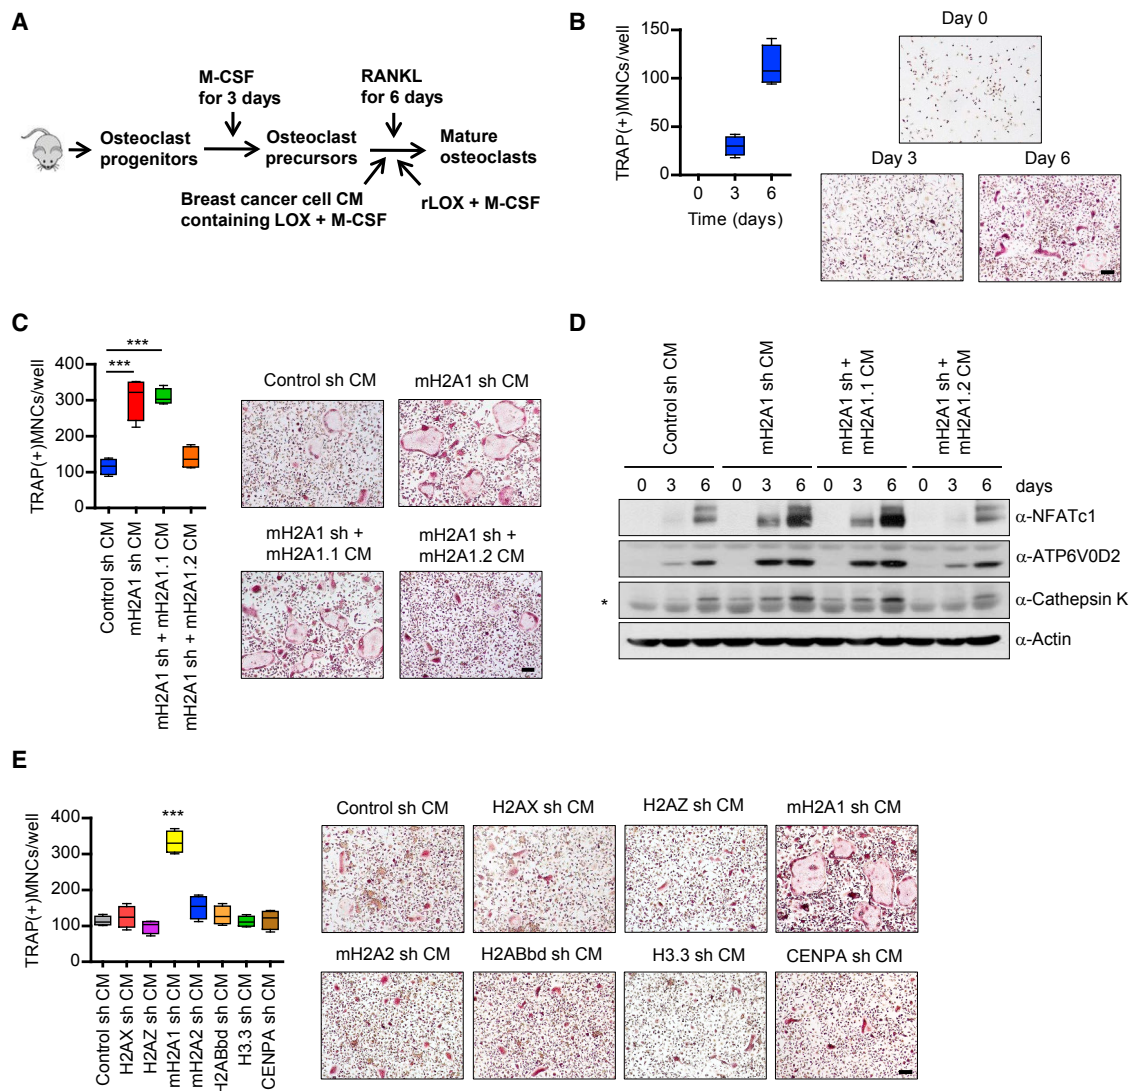 A
M-CSF
for 3 days
RANKL
for 6 days
Osteoclast
progenitors
Osteoclast
precursors
Mature
osteoclasts
Breast cancer cell CM
containing LOX + M-CSF
rLOX + M-CSF
B
TRAP(+)MNCs/well
150
100
50
0
0 3 6
Time (days)
Day 0
Day 3
Day 6
C
TRAP(+)MNCs/well
400
300
200
100
0
***
***
Control sh CM
mH2A1 sh CM
mH2A1 sh + mH2A1.1 CM
mH2A1 sh + mH2A1.2 CM
Control sh CM
mH2A1 sh CM
mH2A1 sh +
mH2A1.1 CM
mH2A1 sh +
mH2A1.2 CM
D
Control sh CM
mH2A1 sh CM
mH2A1 sh +
mH2A1.1 CM
mH2A1 sh +
mH2A1.2 CM
0 3 6 0 3 6 0 3 6 0 3 6 days
α-NFATc1
α-ATP6V0D2
* α-Cathepsin K
α-Actin
E
TRAP(+)MNCs/well
400
300
200
100
0
***
Control sh CM
H2AX sh CM
H2AZ sh CM
mH2A1 sh CM
mH2A2 sh CM
H2ABbd sh CM
H3.3 sh CM
CENPA sh CM
Control sh CM
H2AX sh CM
H2AZ sh CM
mH2A1 sh CM
mH2A2 sh CM
H2ABbd sh CM
H3.3 sh CM
CENPA sh CM